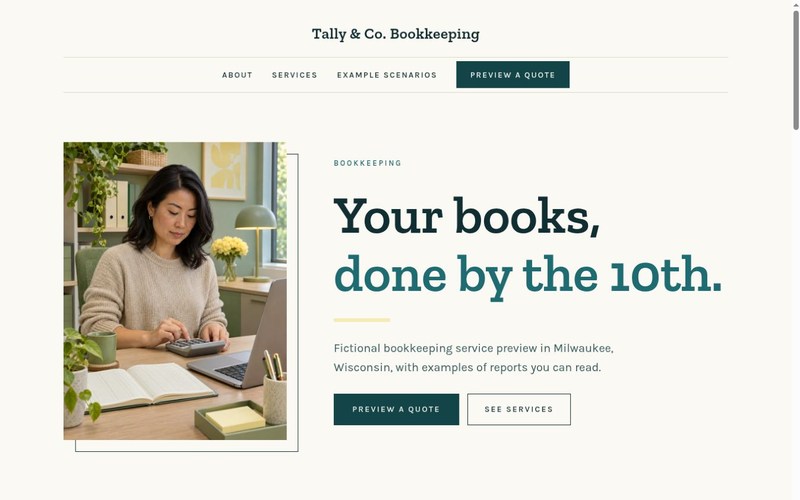 Tally & Co. Bookkeeping
ABOUT
SERVICES
EXAMPLE SCENARIOS
PREVIEW A QUOTE
BOOKKEEPING
Your books,
done by the 10th.
Fictional bookkeeping service preview in Milwaukee,
Wisconsin, with examples of reports you can read.
PREVIEW A QUOTE
SEE SERVICES